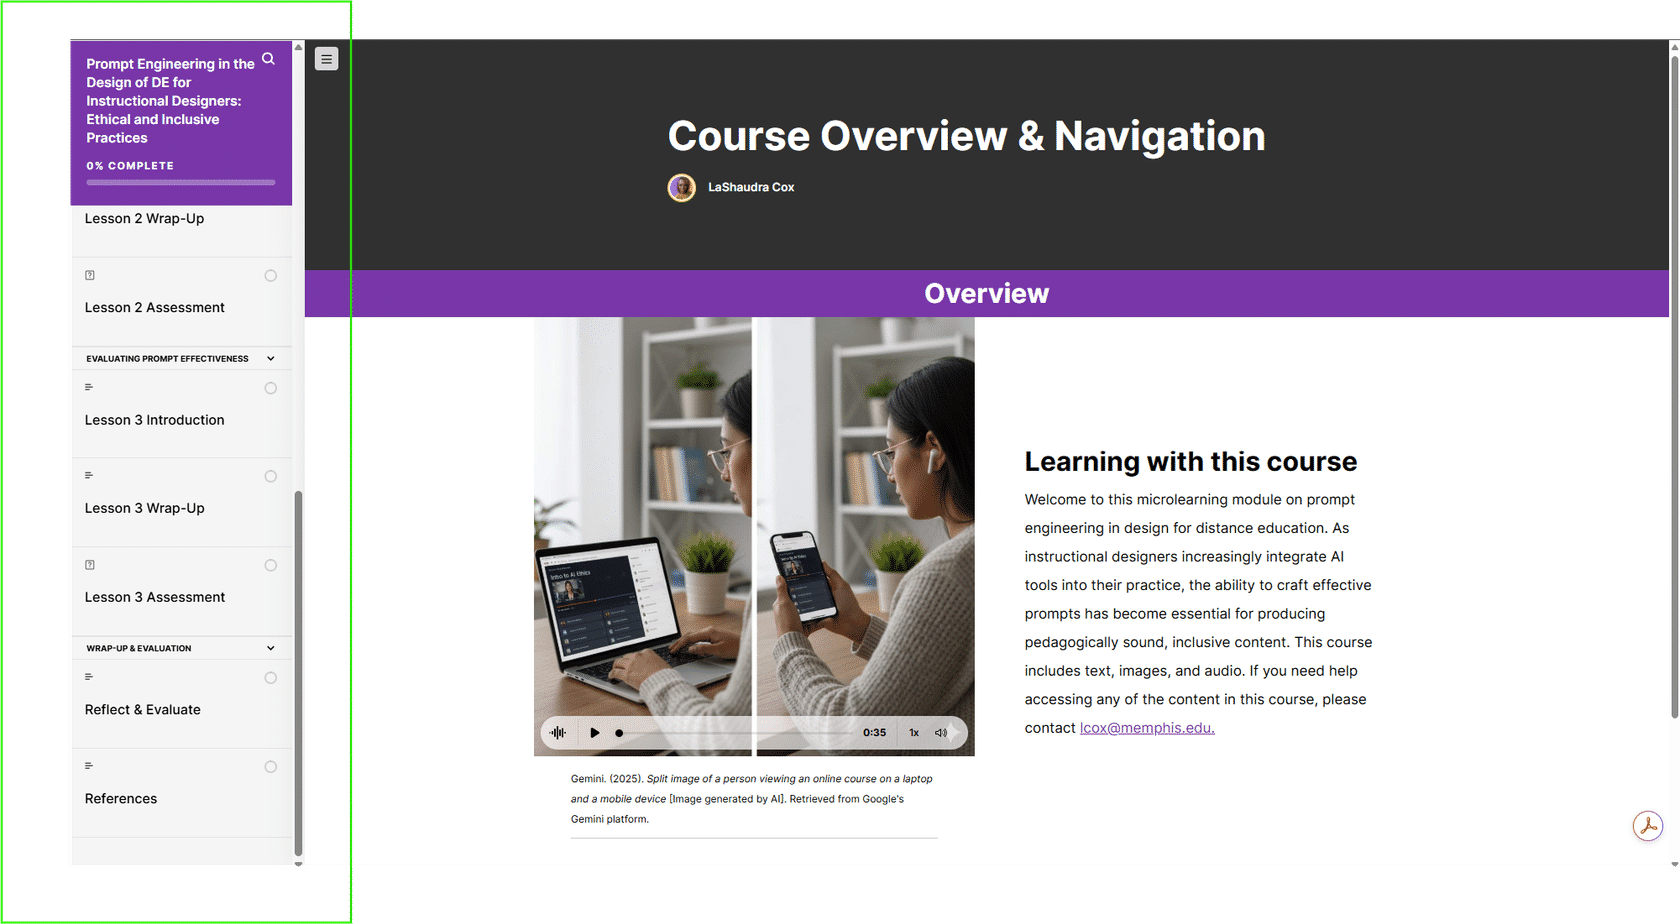 Prompt Engineering in the
Design of DE for
Instructional Designers:
Ethical and Inclusive
Practices
0% COMPLETE
Lesson 2 Wrap-Up
Lesson 2 Assessment
EVALUATING PROMPT EFFECTIVENESS
Lesson 3 Introduction
Lesson 3 Wrap-Up
Lesson 3 Assessment
WRAP-UP & EVALUATION
Reflect & Evaluate
References
Course Overview & Navigation
LaShaudra Cox
Overview
Intro to AI Ethics
0:35
1x
Gemini. (2025). Split image of a person viewing an online course on a laptop
and a mobile device [Image generated by AI]. Retrieved from Google's
Gemini platform.
Learning with this course
Welcome to this microlearning module on prompt
engineering in design for distance education. As
instructional designers increasingly integrate AI
tools into their practice, the ability to craft effective
prompts has become essential for producing
pedagogically sound, inclusive content. This course
includes text, images, and audio. If you need help
accessing any of the content in this course, please
contact lcox@memphis.edu.